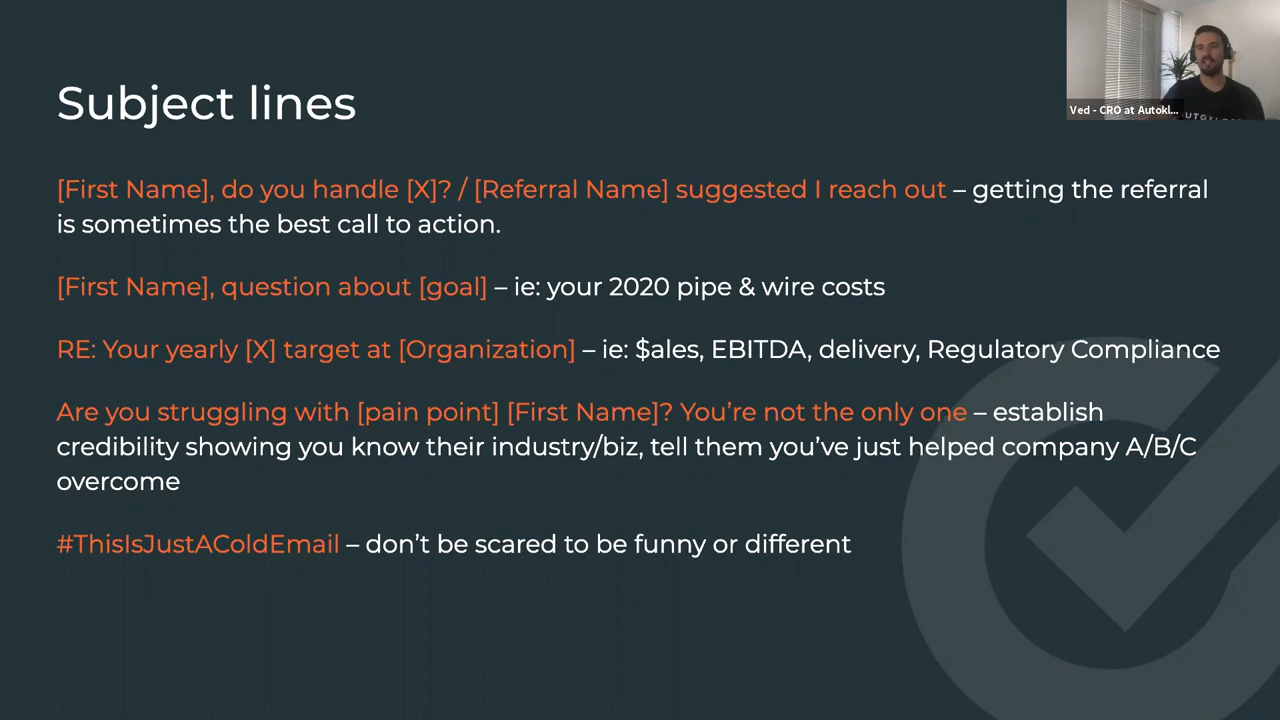 Subject lines
Ved - CRO at Autokl...
[First Name], do you handle [X]? / [Referral Name] suggested I reach out – getting the referral
is sometimes the best call to action.
[First Name], question about [goal] – ie: your 2020 pipe & wire costs
RE: Your yearly [X] target at [Organization] – ie: $ales, EBITDA, delivery, Regulatory Compliance
Are you struggling with [pain point] [First Name]? You’re not the only one – establish
credibility showing you know their industry/biz, tell them you’ve just helped company A/B/C
overcome
#ThisIsJustAColdEmail – don’t be scared to be funny or different